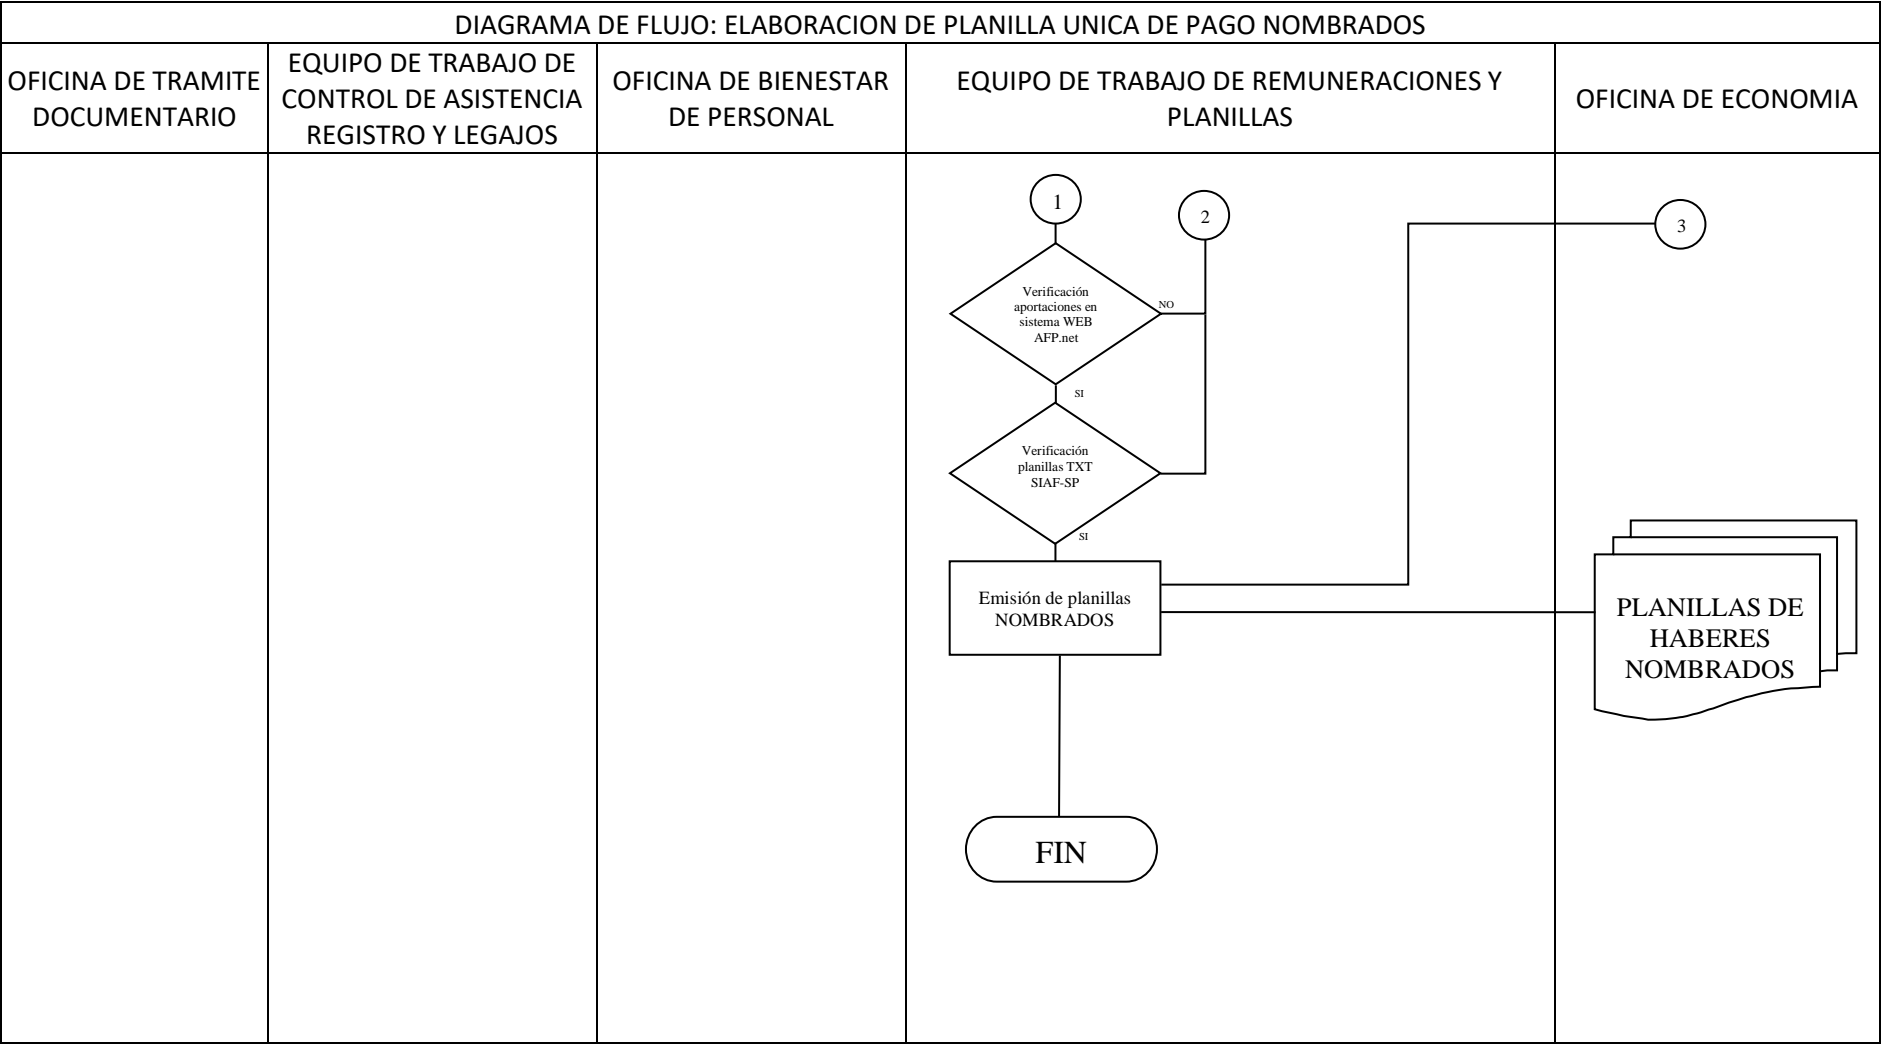 DIAGRAMA DE FLUJO: ELABORACION DE PLANILLA UNICA DE PAGO NOMBRADOS
OFICINA DE TRAMITE
DOCUMENTARIO
EQUIPO DE TRABAJO DE
CONTROL DE ASISTENCIA
REGISTRO Y LEGAJOS
OFICINA DE BIENESTAR
DE PERSONAL
EQUIPO DE TRABAJO DE REMUNERACIONES Y
PLANILLAS
OFICINA DE ECONOMIA
1
2
3
Verificación
aportaciones en
sistema WEB
AFP.net
NO
SI
Verificación
planillas TXT
SIAF-SP
SI
Emisión de planillas
NOMBRADOS
PLANILLAS DE
HABERES
NOMBRADOS
FIN